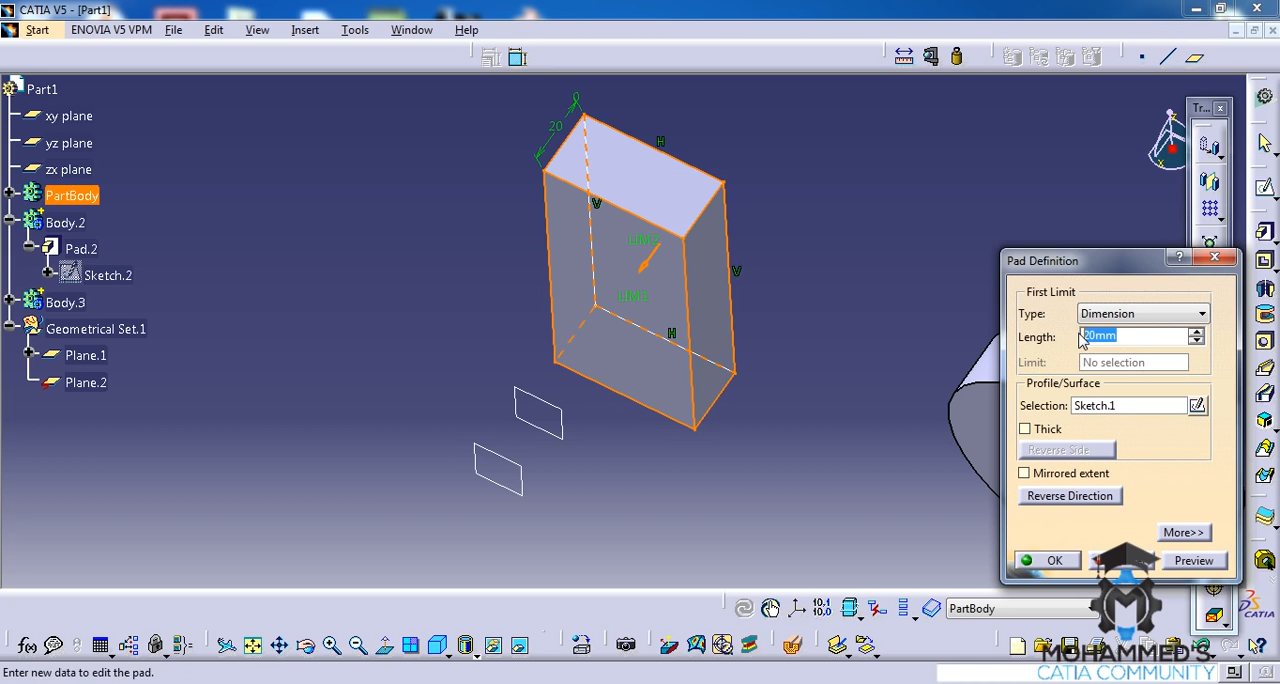 CATIA V5 - [Part1]
Start ENOVIA V5 VPM File Edit View Insert Tools Window Help
Part1
xy plane
yz plane
zx plane
PartBody
Body.2
Pad.2
Sketch.2
Body.3
Geometrical Set.1
Plane.1
Plane.2
20
H
V
V
H
Tr...
Pad Definition
First Limit
Type: Dimension
Length: 20mm
Limit: No selection
Profile/Surface
Selection: Sketch.1
Thick
Reverse Side
Mirrored extent
Reverse Direction
More>>
OK
Preview
PartBody
MOHAMMED'S
CATIA COMMUNITY
CATIA
Enter new data to edit the pad.